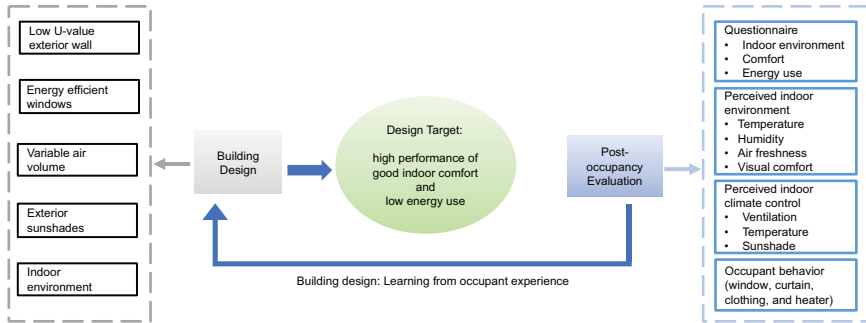 Low U-value
exterior wall
Energy efficient
windows
Variable air
volume
Exterior
sunshades
Indoor
environment
Building
Design
Design Target:
high performance of
good indoor comfort
and
low energy use
Post-
occupancy
Evaluation
Building design: Learning from occupant experience
Questionnaire
• Indoor environment
• Comfort
• Energy use
Perceived indoor
environment
• Temperature
• Humidity
• Air freshness
• Visual comfort
Perceived indoor
climate control
• Ventilation
• Temperature
• Sunshade
Occupant behavior
(window, curtain,
clothing, and heater)